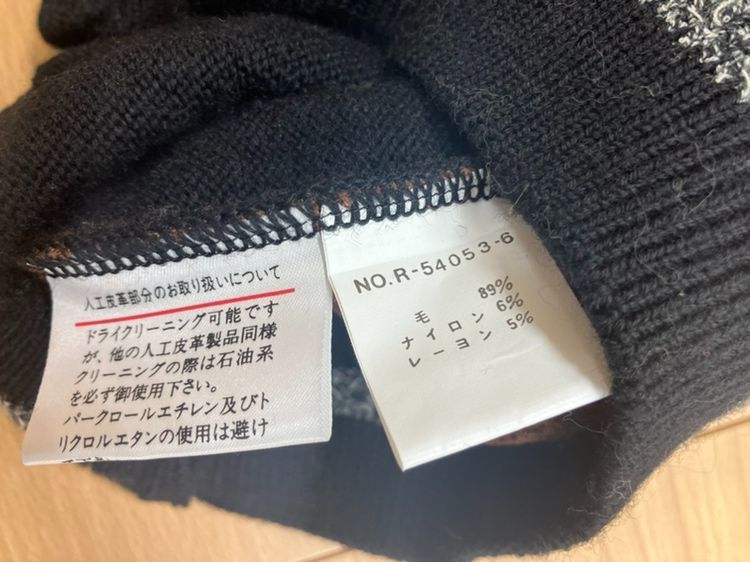 人工皮革部分のお取り扱いについて
ドライクリーニング可能です
が、他の人工皮革製品同様
クリーニングの際は石油系
を必ず御使用下さい。
パークロールエチレン及びト
リクロルエタンの使用は避け
NO.R-54053-6
毛 89%
ナイロン 6%
レーヨン 5%